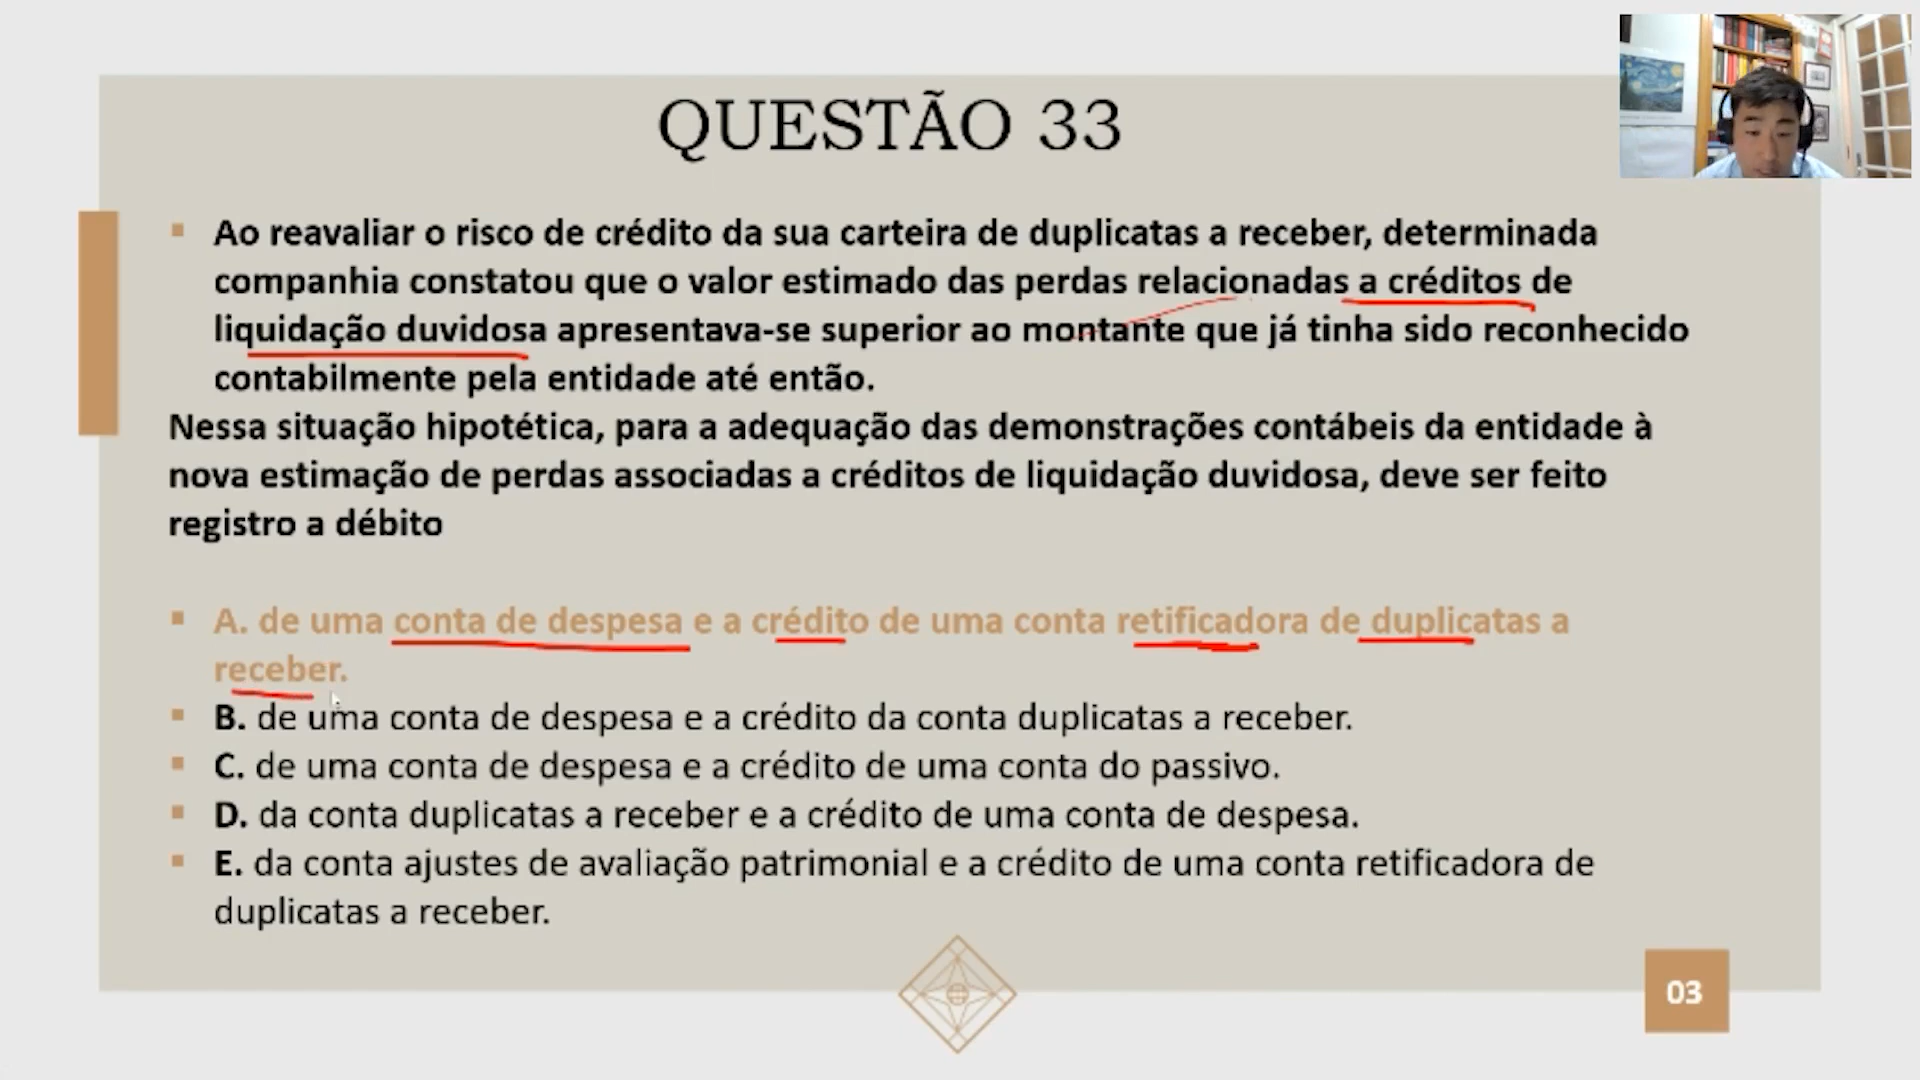 QUESTÃO 33
Ao reavaliar o risco de crédito da sua carteira de duplicatas a receber, determinada
companhia constatou que o valor estimado das perdas relacionadas a créditos de
liquidação duvidosa apresentava-se superior ao montante que já tinha sido reconhecido
contabilmente pela entidade até então.
Nessa situação hipotética, para a adequação das demonstrações contábeis da entidade à
nova estimação de perdas associadas a créditos de liquidação duvidosa, deve ser feito
registro a débito
A. de uma conta de despesa e a crédito de uma conta retificadora de duplicatas a
receber.
B. de uma conta de despesa e a crédito da conta duplicatas a receber.
C. de uma conta de despesa e a crédito de uma conta do passivo.
D. da conta duplicatas a receber e a crédito de uma conta de despesa.
E. da conta ajustes de avaliação patrimonial e a crédito de uma conta retificadora de
duplicatas a receber.
03